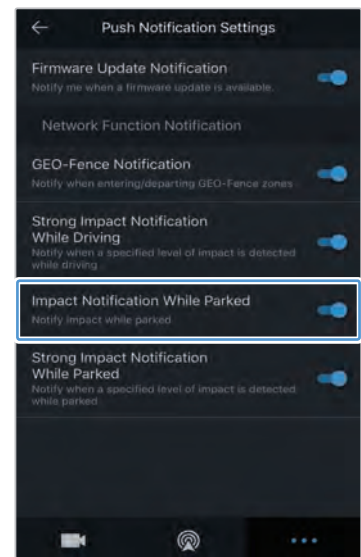 Push Notification Settings
Firmware Update Notification
Notify me when a firmware update is available.
Network Function Notification
GEO-Fence Notification
Notify when entering/departing GEO-Fence zones
Strong Impact Notification
While Driving
Notify when a specified level of impact is detected
while driving
Impact Notification While Parked
Notify impact while parked
Strong Impact Notification
While Parked
Notify when a specified level of impact is detected
while parked